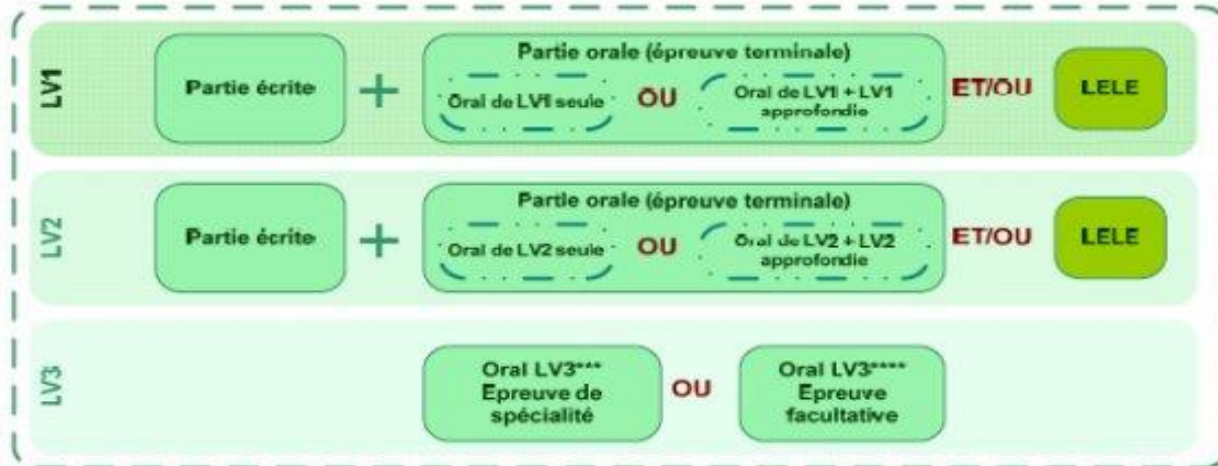 LV1
Partie écrite
+
Partie orale (épreuve terminale)
Oral de LV1 seule
OU
Oral de LV1 + LV1
approfondie
ET/OU
LELE
LV2
Partie écrite
+
Partie orale (épreuve terminale)
Oral de LV2 seule
OU
Oral de LV2 + LV2
approfondie
ET/OU
LELE
LV3
Oral LV3***
Epreuve de
spécialité
OU
Oral LV3****
Epreuve
facultative